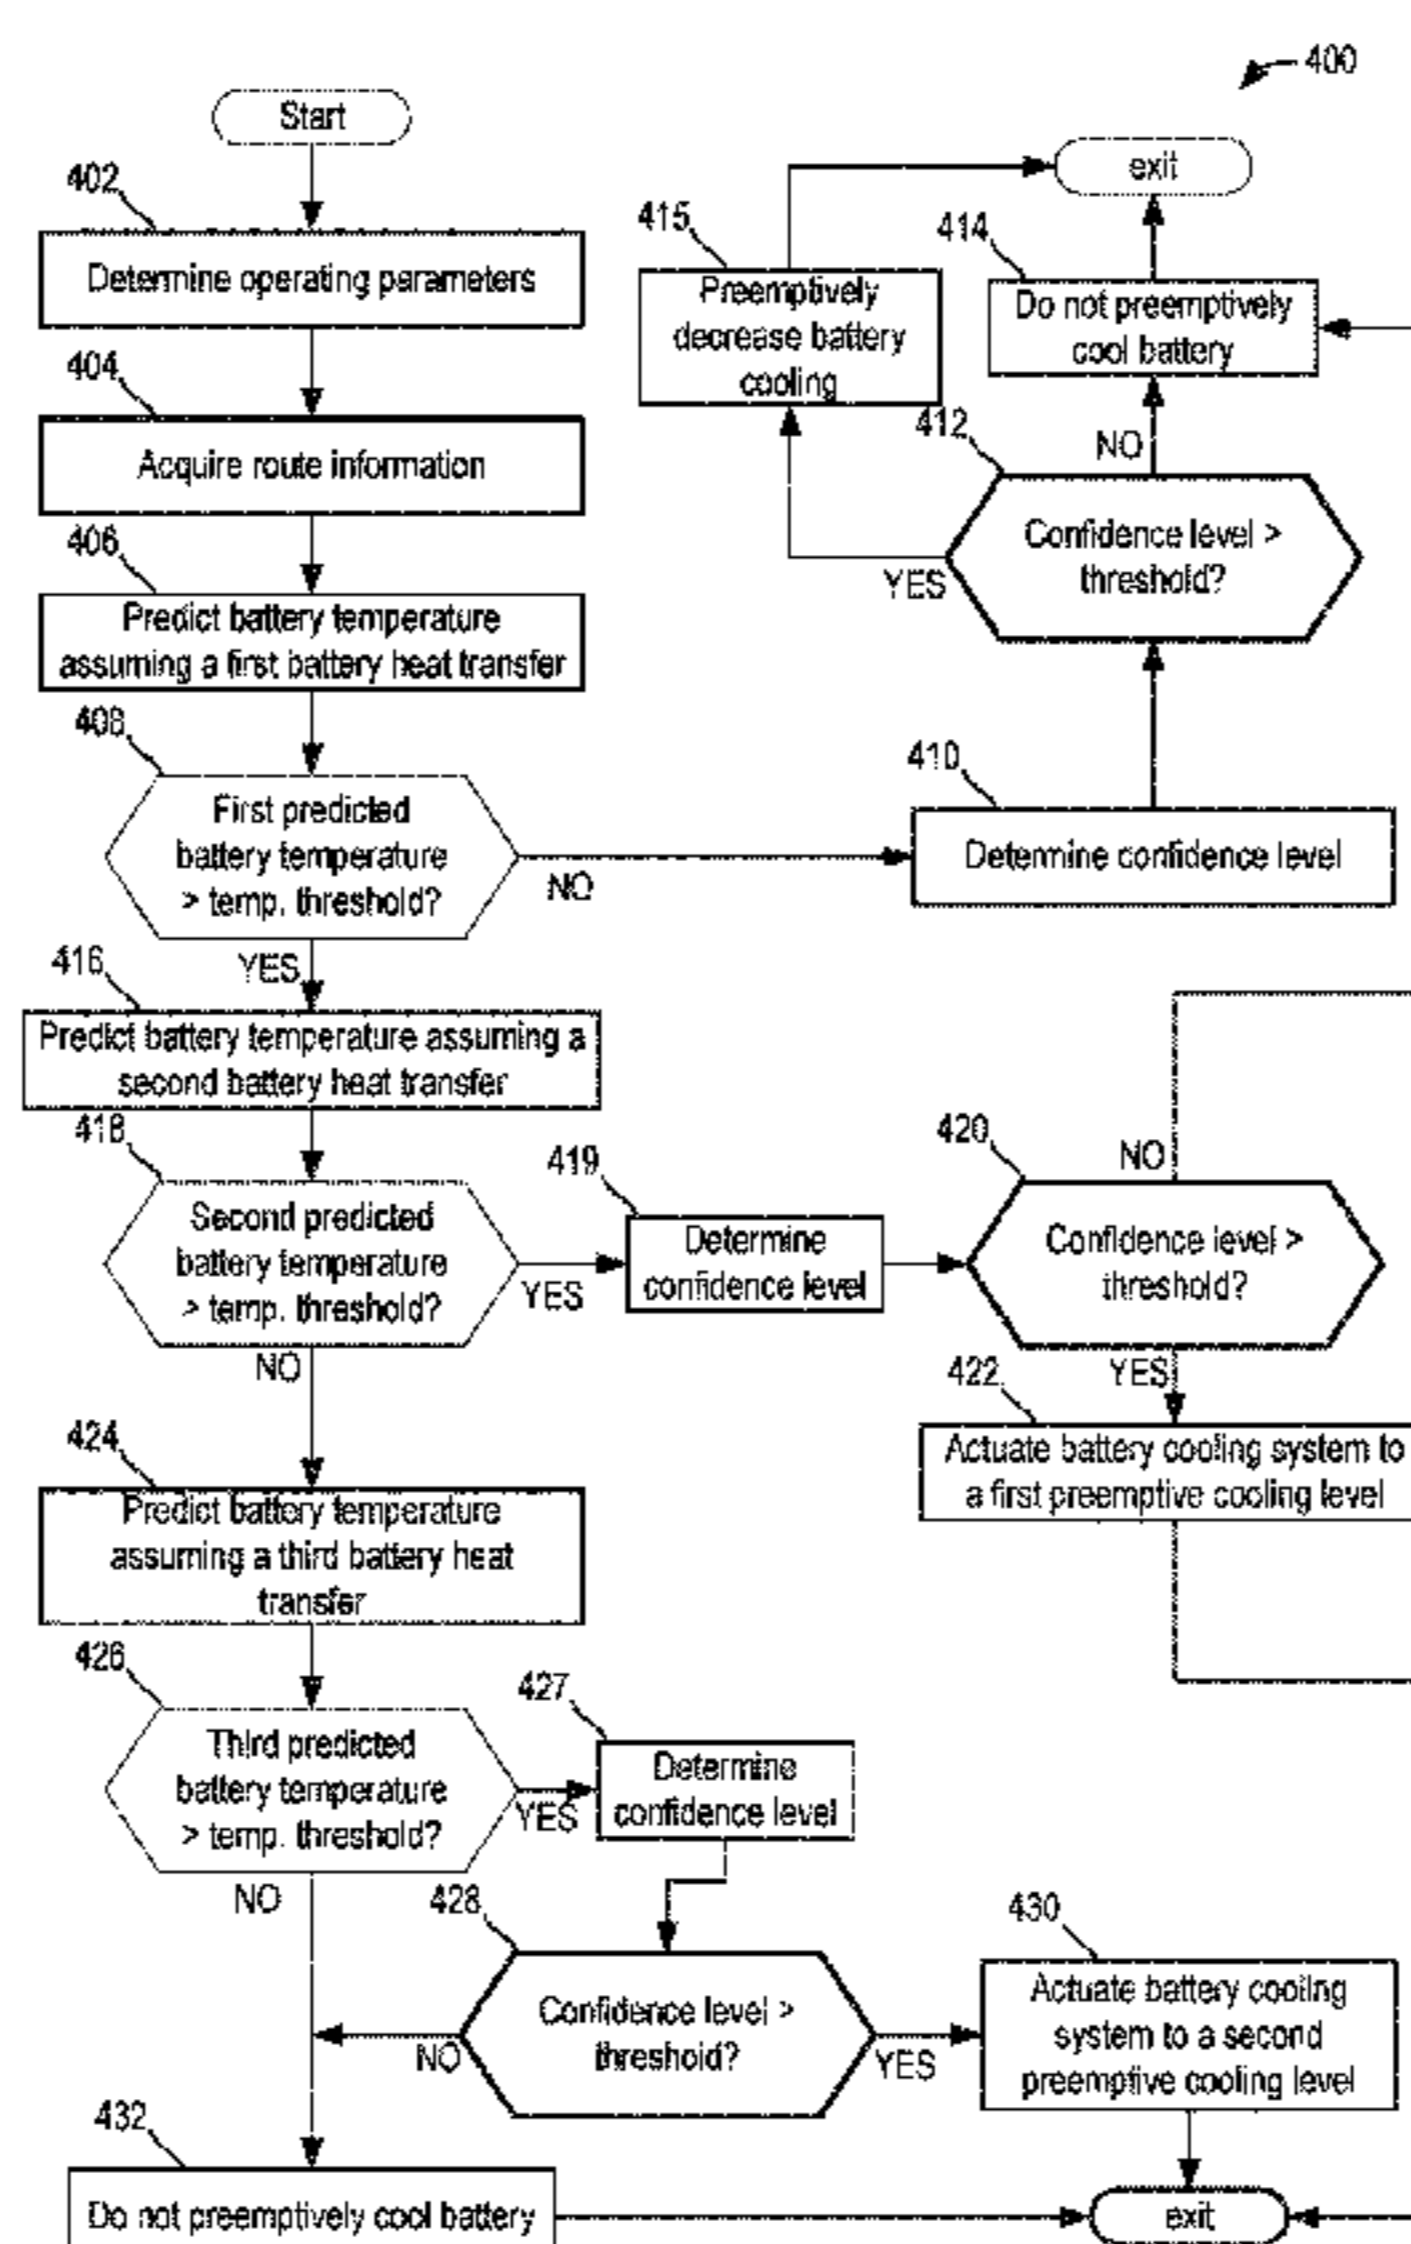 400
Start
402
Determine operating parameters
404
Acquire route information
406
Predict battery temperature
assuming a first battery heat transfer
408
First predicted
battery temperature
> temp. threshold?
NO
YES
410
Determine confidence level
412
Confidence level >
threshold?
YES
NO
415
Preemptively
decrease battery
cooling
414
Do not preemptively
cool battery
exit
416
Predict battery temperature assuming a
second battery heat transfer
418
Second predicted
battery temperature
> temp. threshold?
YES
NO
419
Determine
confidence level
420
Confidence level >
threshold?
NO
YES
422
Actuate battery cooling system to
a first preemptive cooling level
424
Predict battery temperature
assuming a third battery heat
transfer
426
Third predicted
battery temperature
> temp. threshold?
YES
NO
427
Determine
confidence level
428
Confidence level >
threshold?
NO
YES
430
Actuate battery cooling
system to a second
preemptive cooling level
432
Do not preemptively cool battery
exit